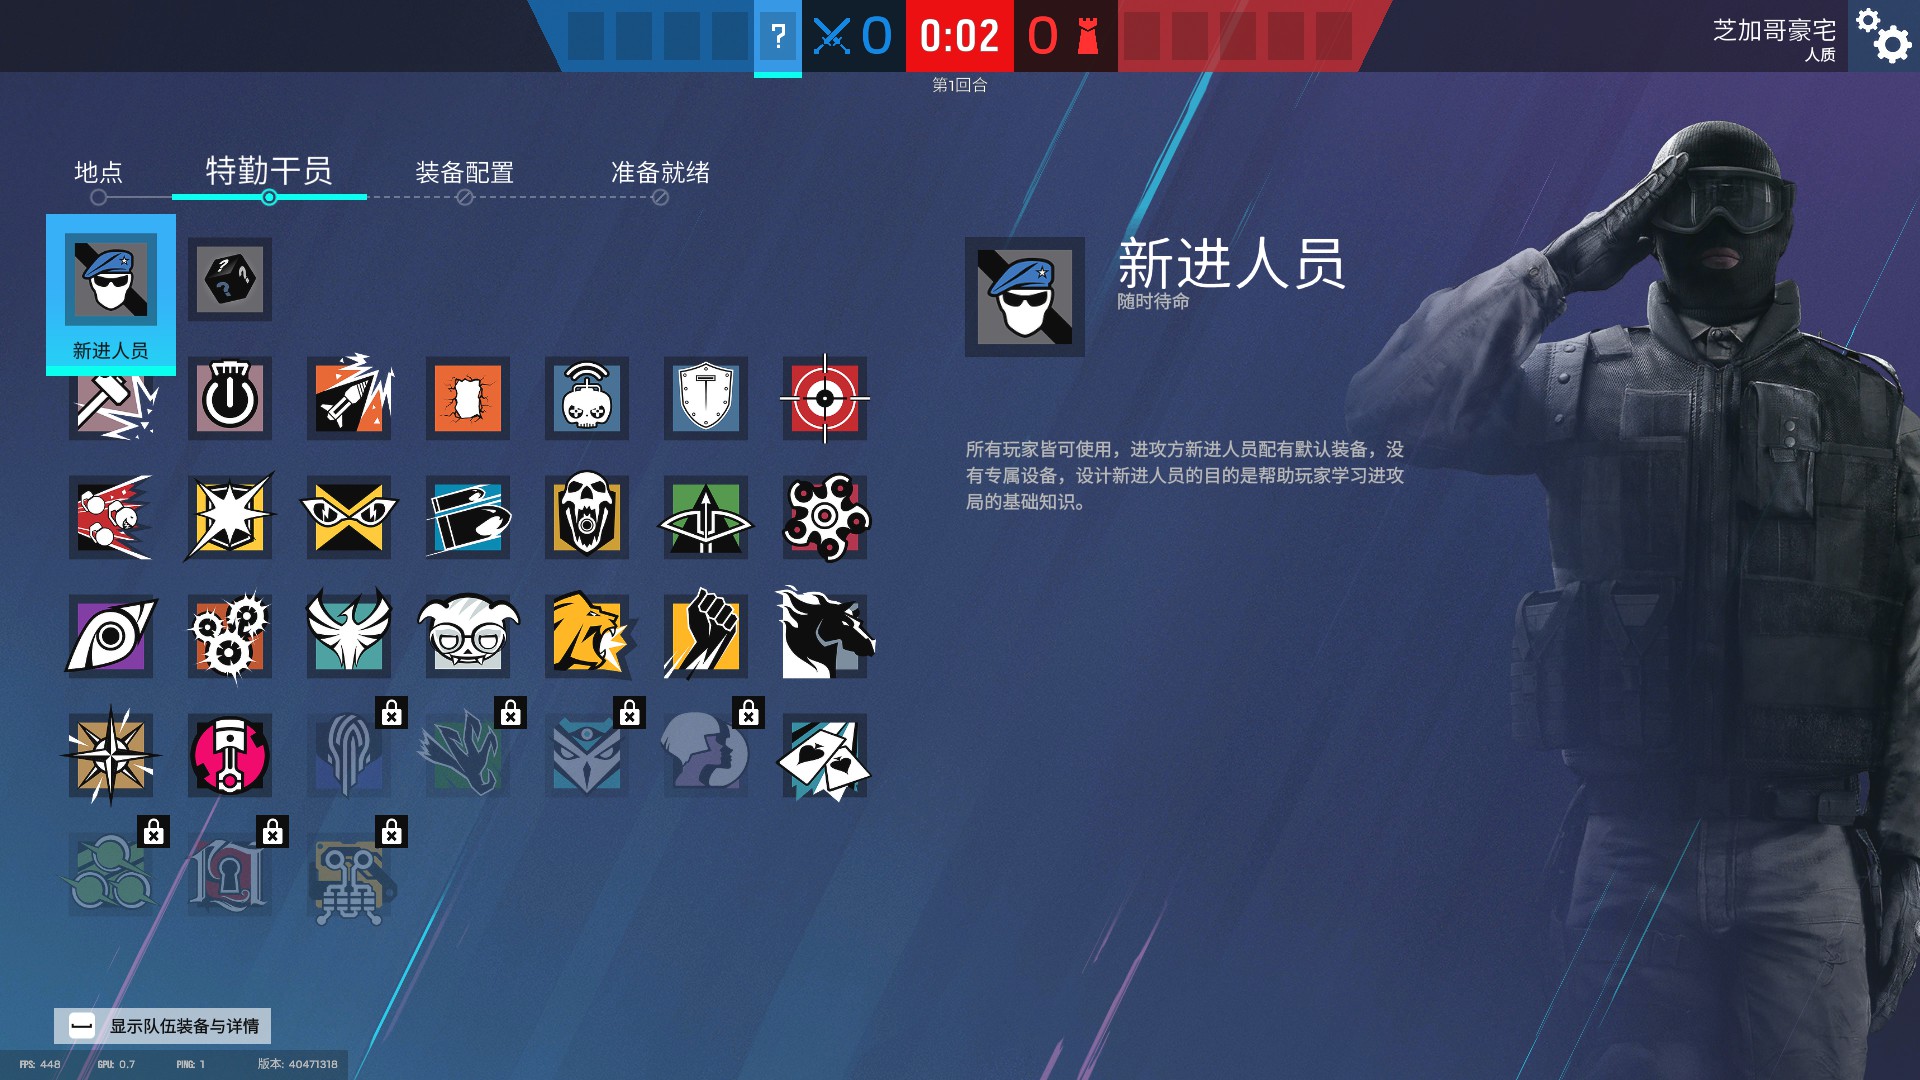 ?
0
0:02
0
芝加哥豪宅
人质
第1回合
地点
特勤干员
装备配置
准备就绪
新进人员
新进人员
随时待命
所有玩家皆可使用，进攻方新进人员配有默认装备，没
有专属设备，设计新进人员的目的是帮助玩家学习进攻
局的基础知识。
显示队伍装备与详情
FPS: 448
GPU: 0.7
PING: 1
版本: 40471318